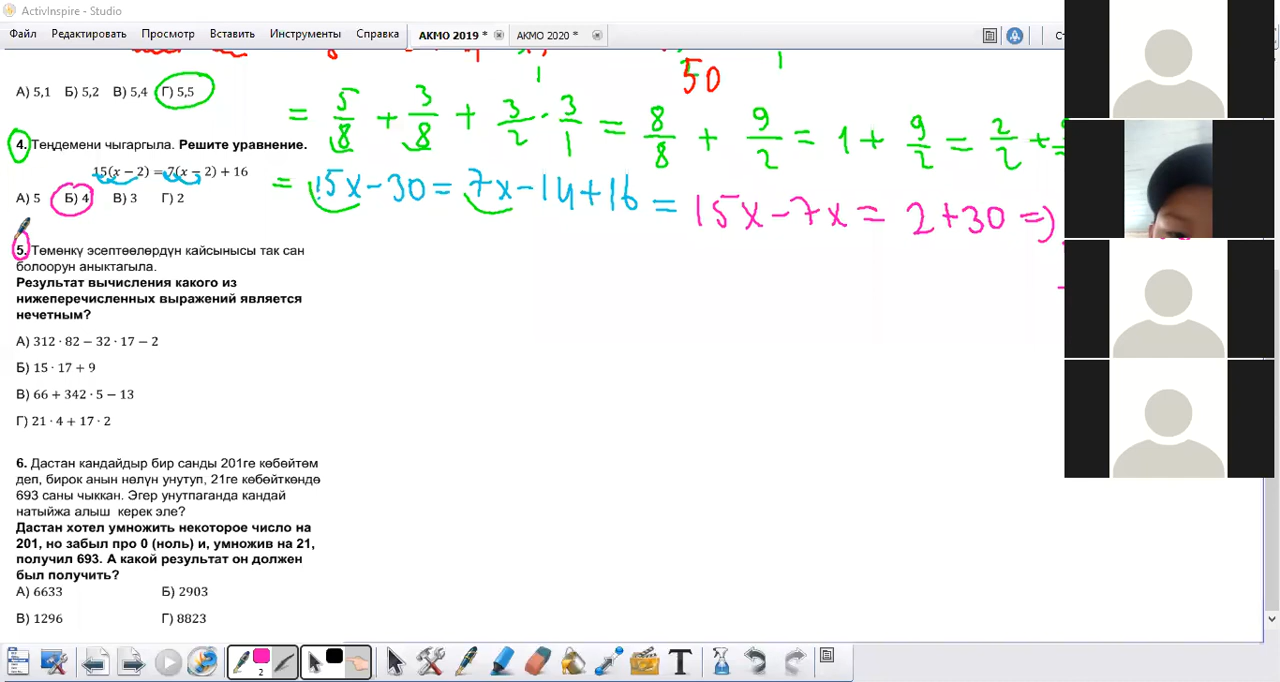 ActivInspire - Studio
Файл Редактировать Просмотр Вставить Инструменты Справка АКМО 2019 * АКМО 2020 *
50
А) 5,1 Б) 5,2 В) 5,4 Г) 5,5
= 5/8 + 3/8 + 3/2 · 3/1 = 8/8 + 9/2 = 1 + 9/2 = 2/2 +
4. Теңдемени чыгаргыла. Решите уравнение.
15(x − 2) = 7(x − 2) + 16
= 15x − 30 = 7x − 14 + 16 = 15x − 7x = 2 + 30 =>
А) 5 Б) 4 В) 3 Г) 2
5. Төмөнкү эсептөөлөрдүн кайсынысы так сан
болоорун аныктагыла.
Результат вычисления какого из
нижеперечисленных выражений является
нечетным?
А) 312 · 82 − 32 · 17 − 2
Б) 15 · 17 + 9
В) 66 + 342 · 5 − 13
Г) 21 · 4 + 17 · 2
6. Дастан кандайдыр бир санды 201ге көбөйтөм
деп, бирок анын нөлүн унутуп, 21ге көбөйткөндө
693 саны чыккан. Эгер унутпаганда кандай
натыйжа алыш керек эле?
Дастан хотел умножить некоторое число на
201, но забыл про 0 (ноль) и, умножив на 21,
получил 693. А какой результат он должен
был получить?
А) 6633 Б) 2903
В) 1296 Г) 8823
2